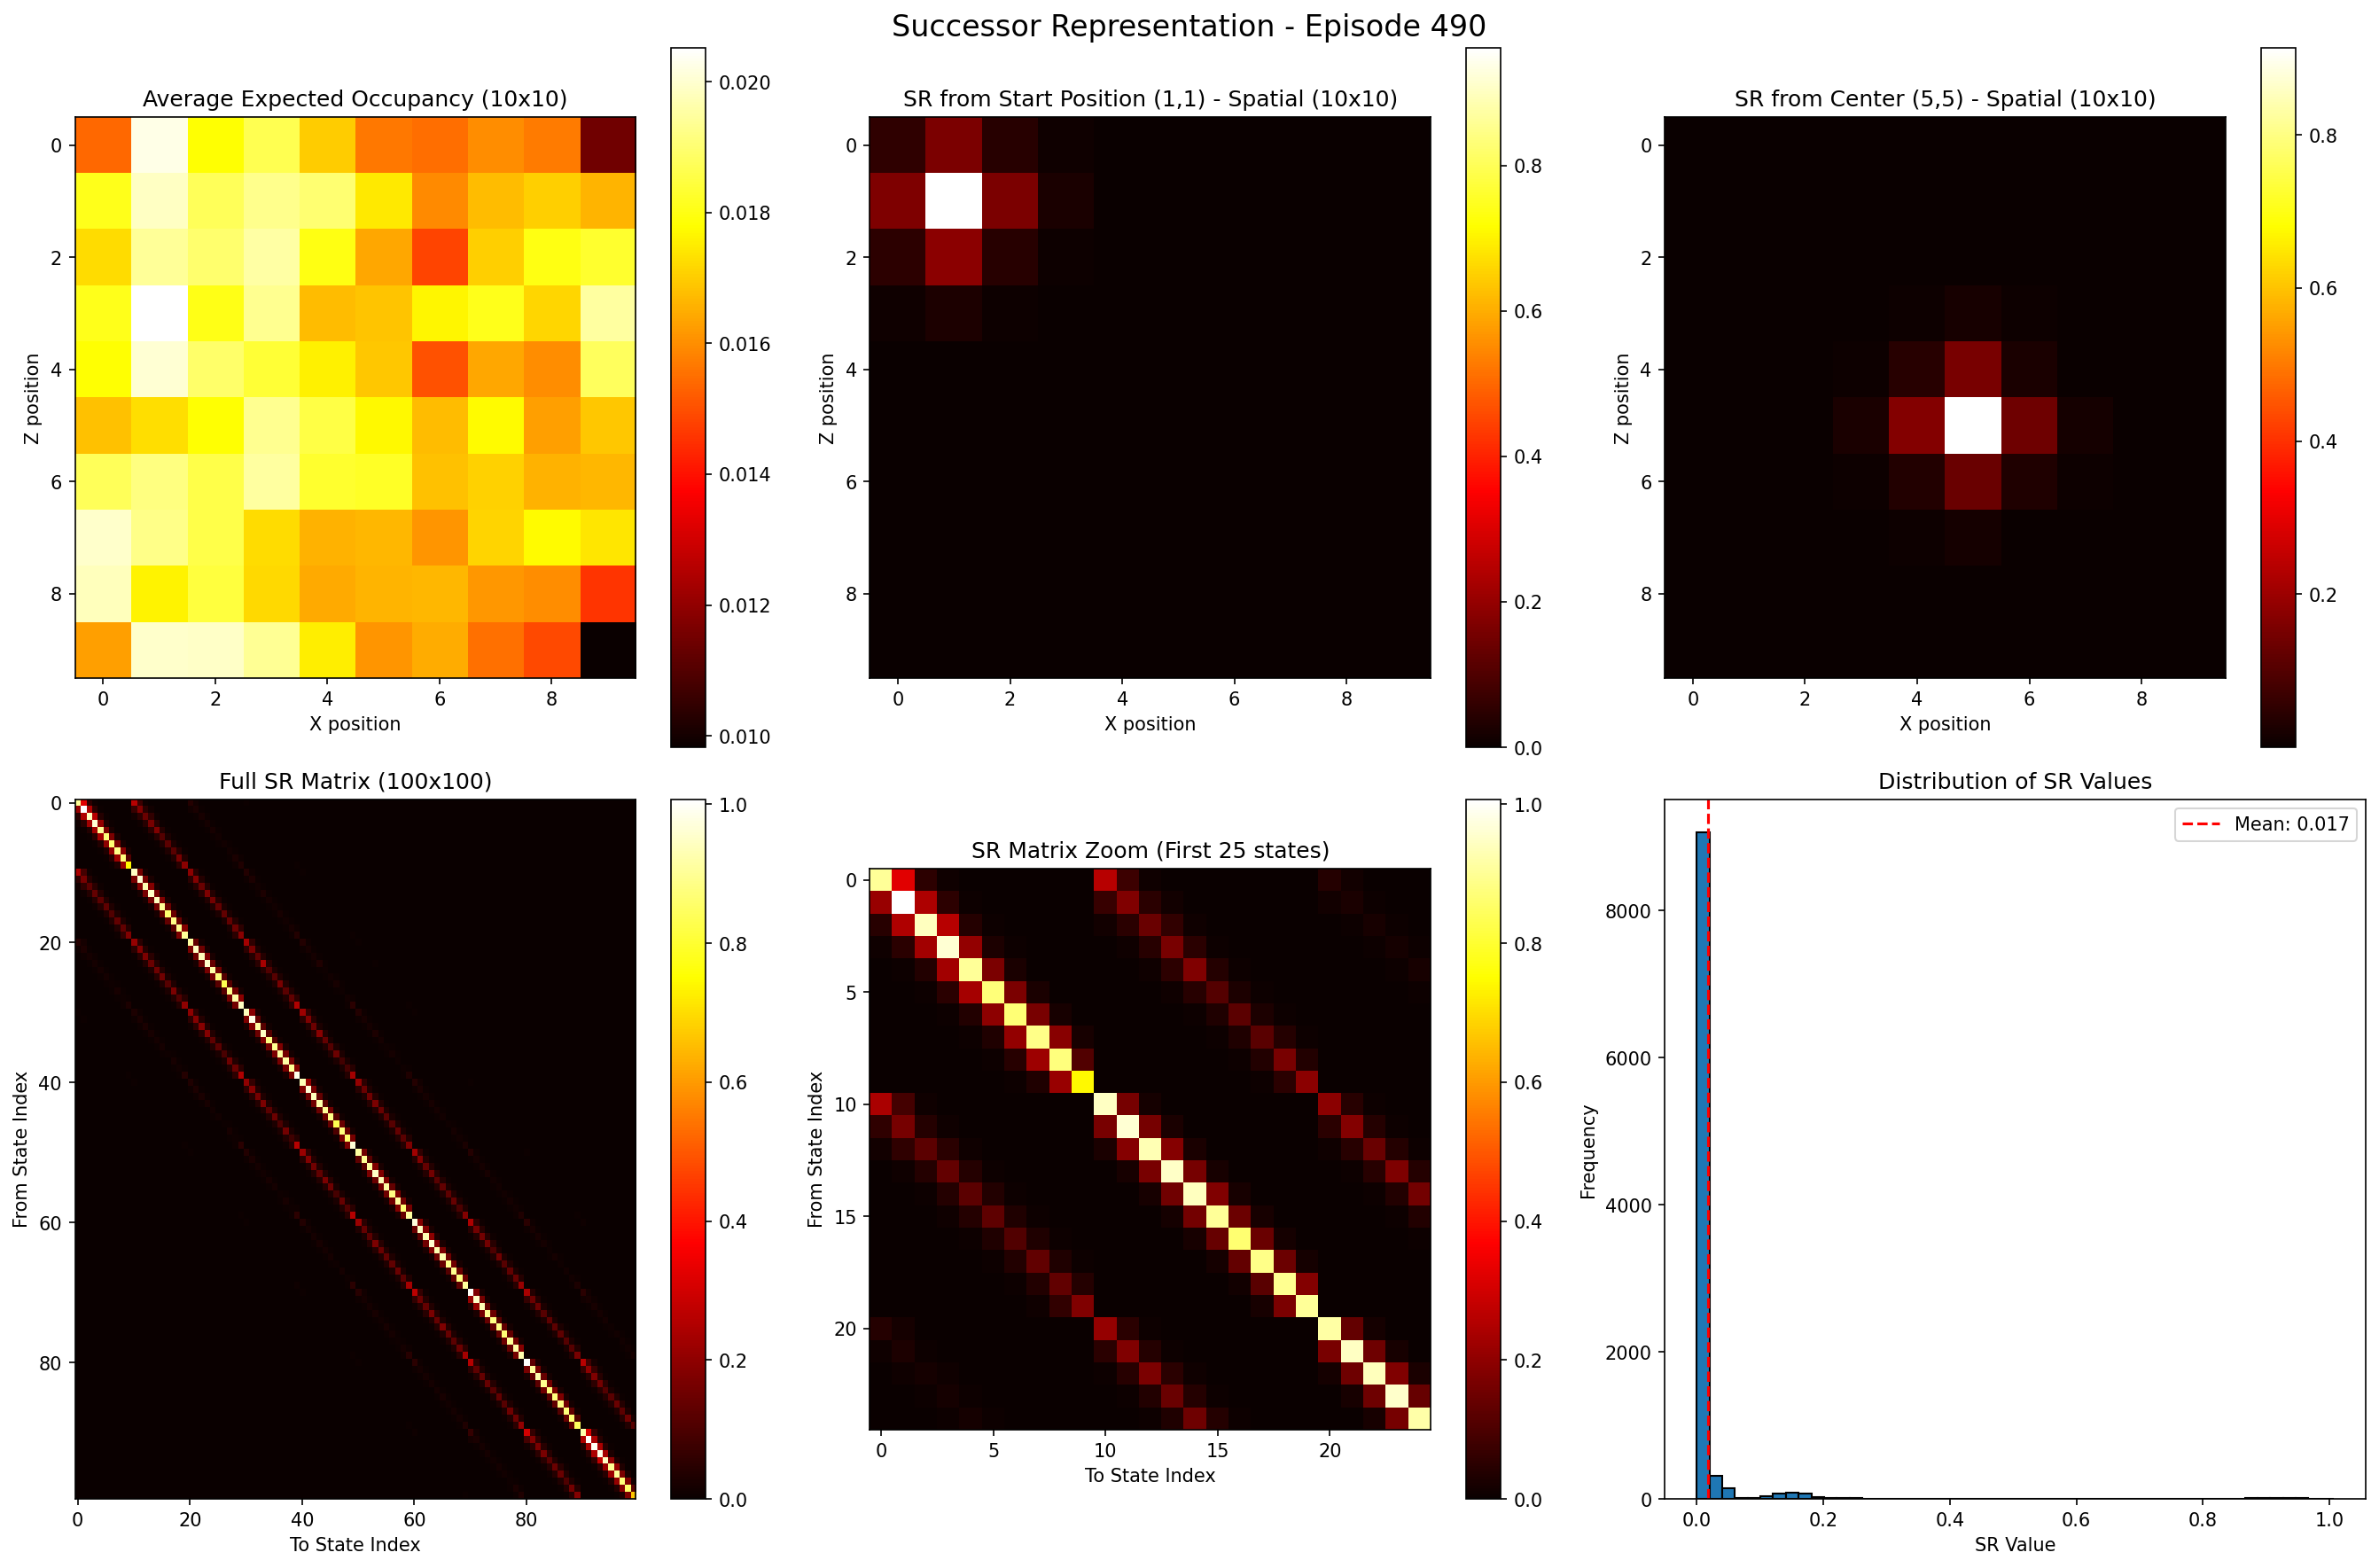 Successor Representation - Episode 490
Average Expected Occupancy (10x10)
0
2
4
6
8
Z position
0 2 4 6 8
X position
0.020
0.018
0.016
0.014
0.012
0.010
SR from Start Position (1,1) - Spatial (10x10)
0
2
4
6
8
Z position
0 2 4 6 8
X position
0.8
0.6
0.4
0.2
0.0
SR from Center (5,5) - Spatial (10x10)
0
2
4
6
8
Z position
0 2 4 6 8
X position
0.8
0.6
0.4
0.2
Full SR Matrix (100x100)
0
20
40
60
80
From State Index
0 20 40 60 80
To State Index
1.0
0.8
0.6
0.4
0.2
0.0
SR Matrix Zoom (First 25 states)
0
5
10
15
20
From State Index
0 5 10 15 20
To State Index
1.0
0.8
0.6
0.4
0.2
0.0
Distribution of SR Values
Mean: 0.017
8000
6000
4000
2000
0
Frequency
0.0 0.2 0.4 0.6 0.8 1.0
SR Value